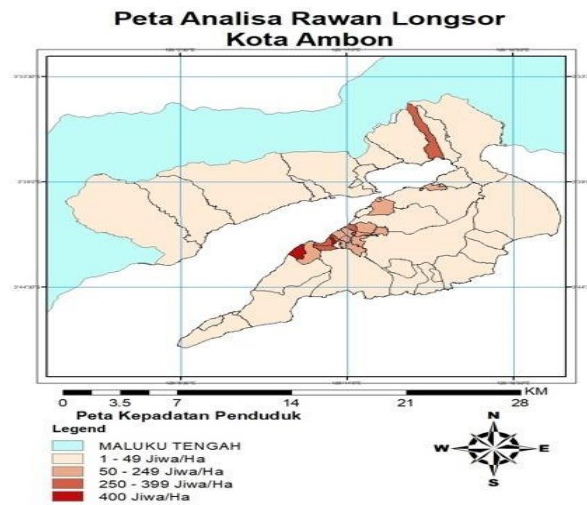 Peta Analisa Rawan Longsor
Kota Ambon
KM
0 3.5 7 14 21 28
Peta Kepadatan Penduduk
Legend
MALUKU TENGAH
1 - 49 Jiwa/Ha
50 - 249 Jiwa/Ha
250 - 399 Jiwa/Ha
400 Jiwa/Ha
N
W E
S